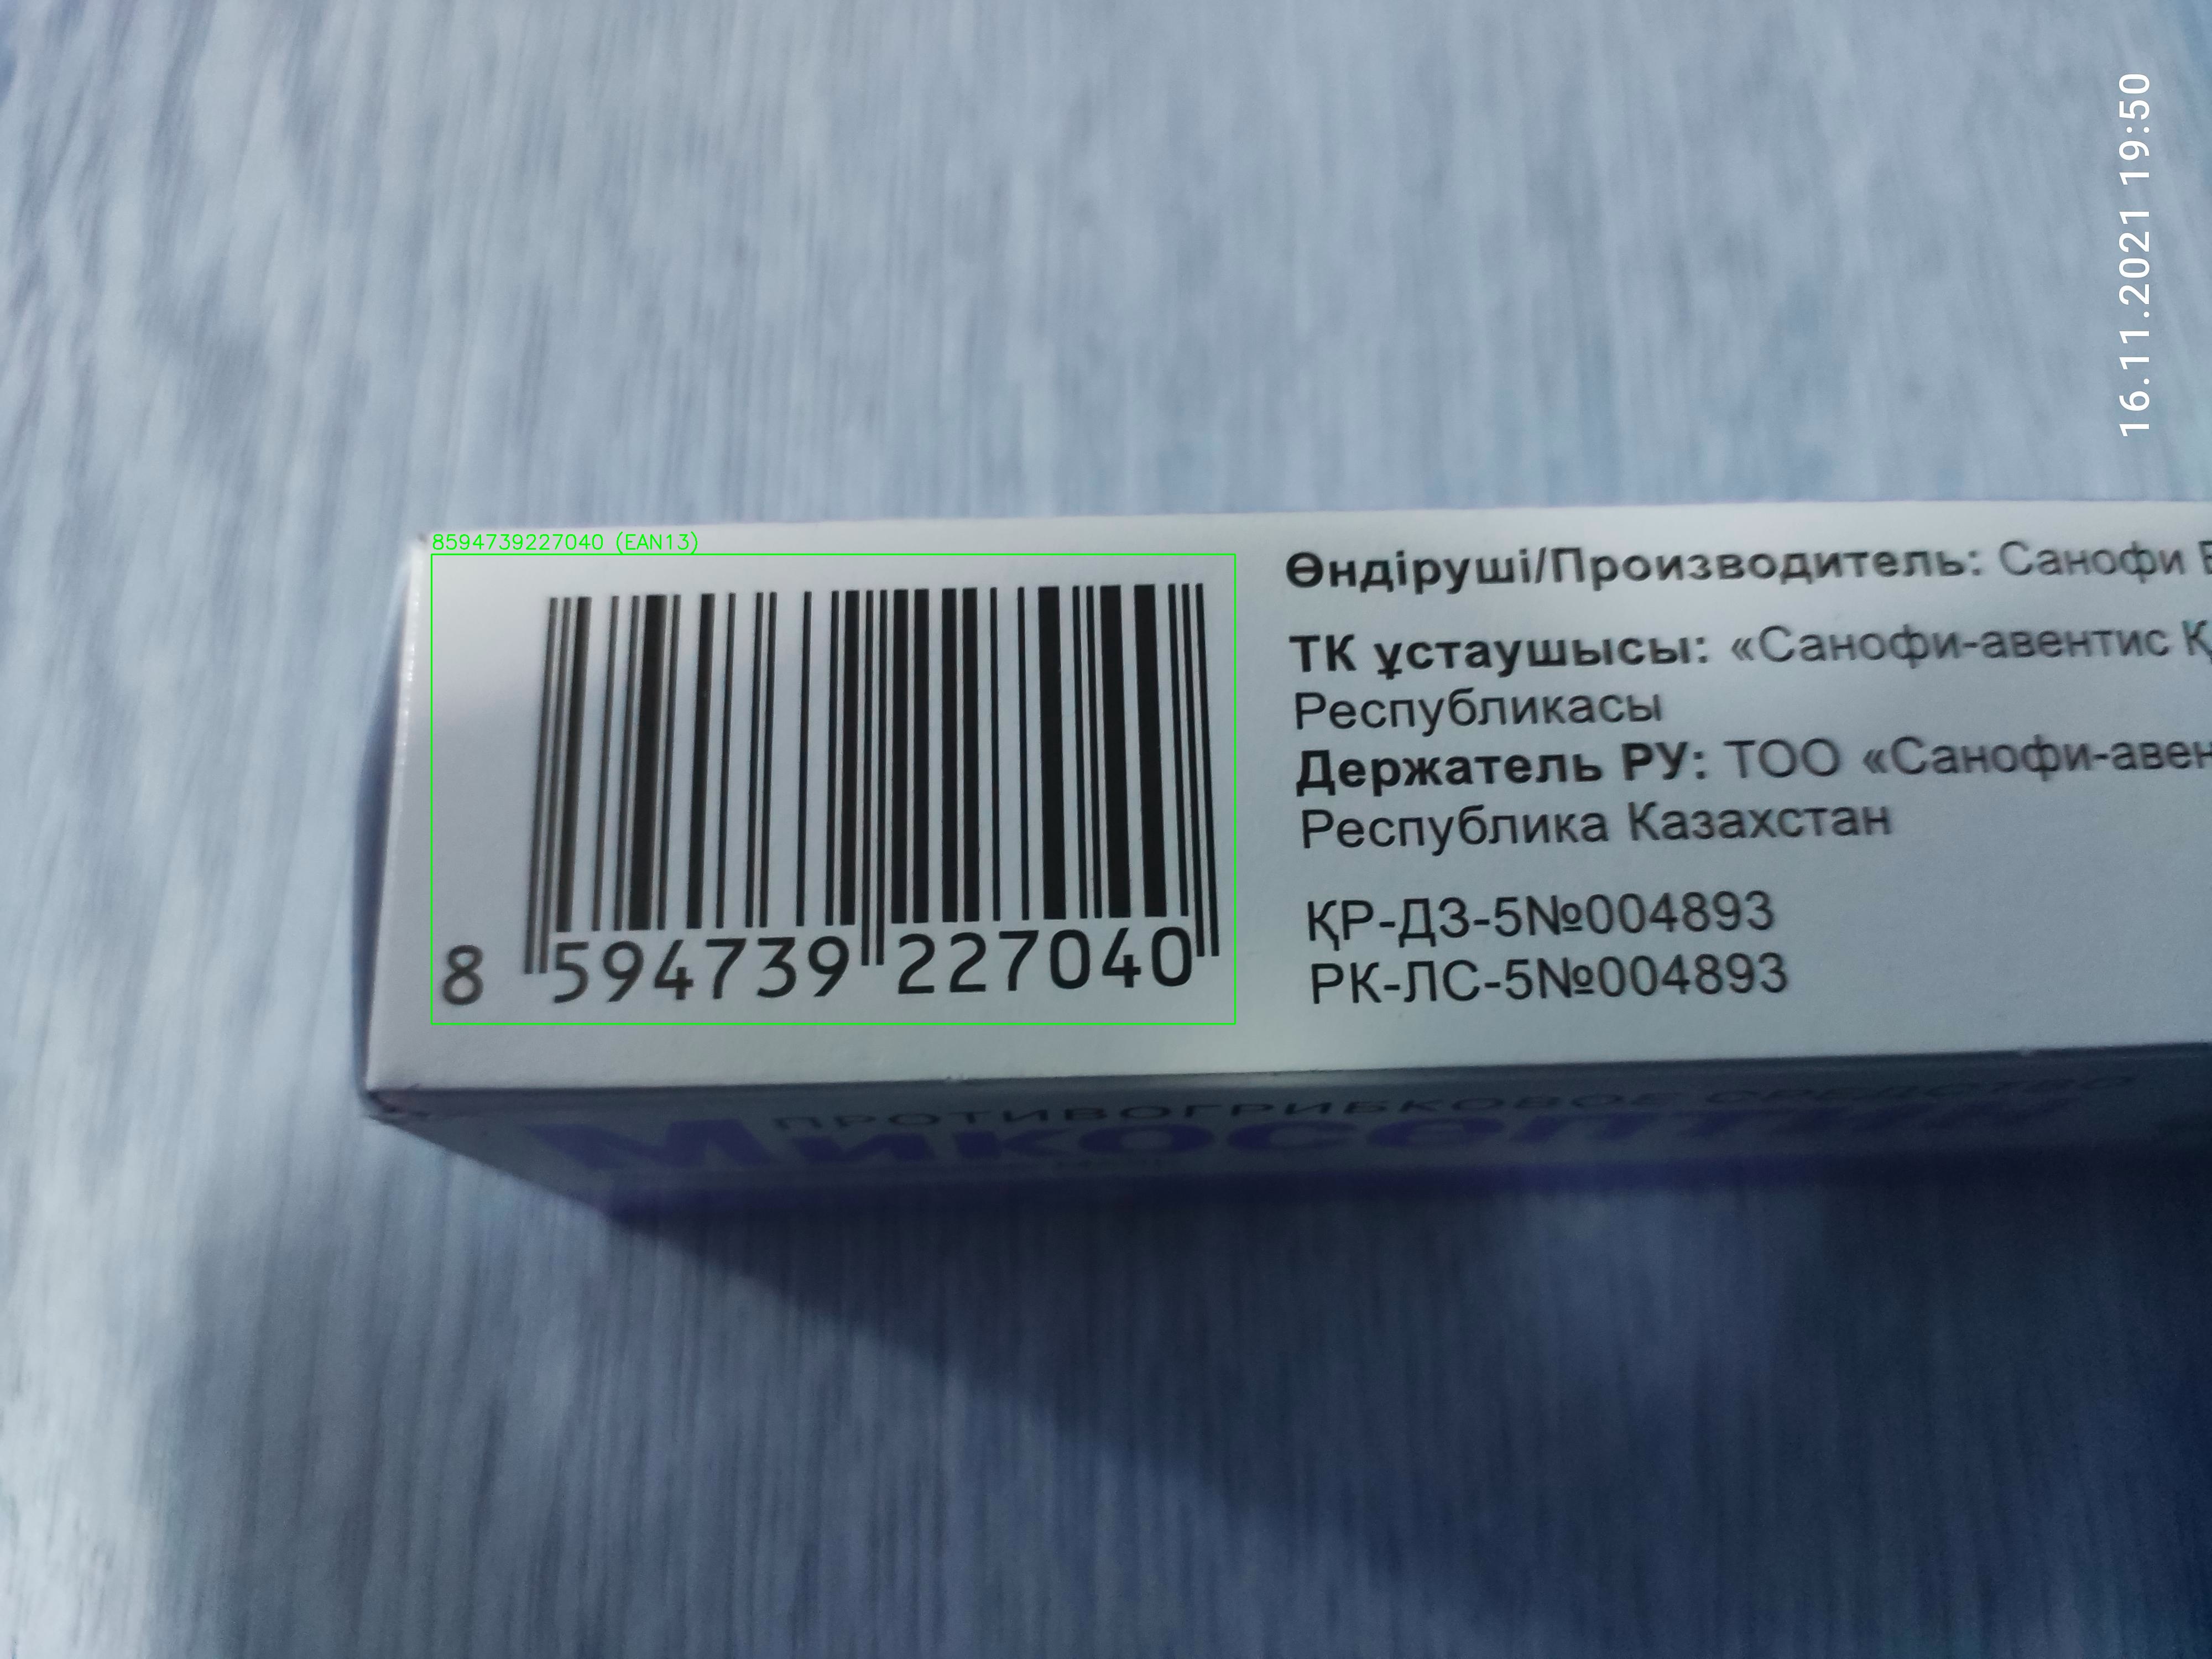 16.11.2021 19:50
8594739227040 (EAN13)
8 594739 227040
Өндіруші/Производитель: Санофи
ТК ұстаушысы: «Санофи-авентис Қ
Республикасы
Держатель РУ: ТОО «Санофи-авен
Республика Казахстан
ҚР-ДЗ-5№004893
РК-ЛС-5№004893
ПРОТИВОГРИБКОВОЕ СРЕДСТВО
Микосептин